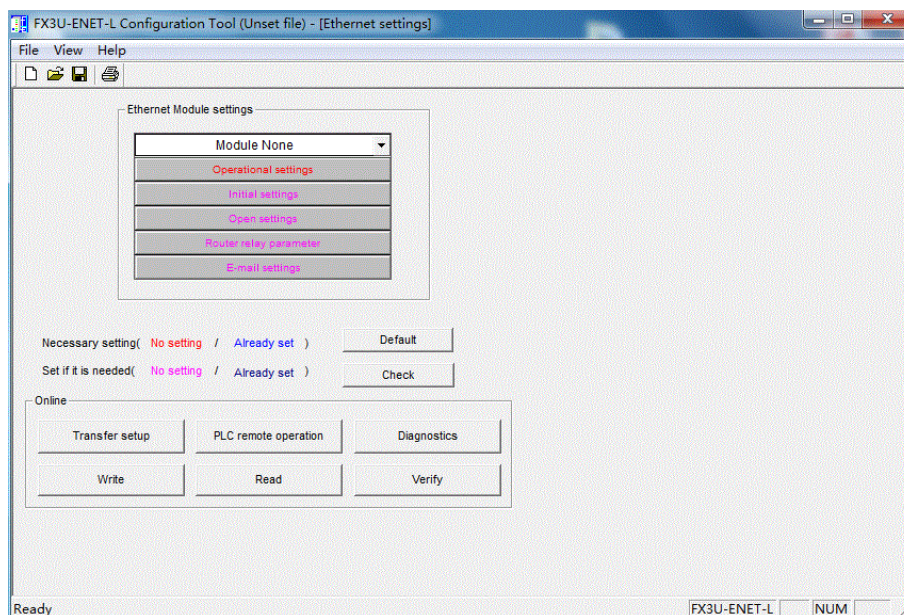 FX3U-ENET-L Configuration Tool (Unset file) - [Ethernet settings]
File View Help
Ethernet Module settings
Module None
Operational settings
Initial settings
Open settings
Router relay parameter
E-mail settings
Necessary setting( No setting / Already set ) Default
Set if it is needed( No setting / Already set ) Check
Online
Transfer setup PLC remote operation Diagnostics
Write Read Verify
Ready FX3U-ENET-L NUM